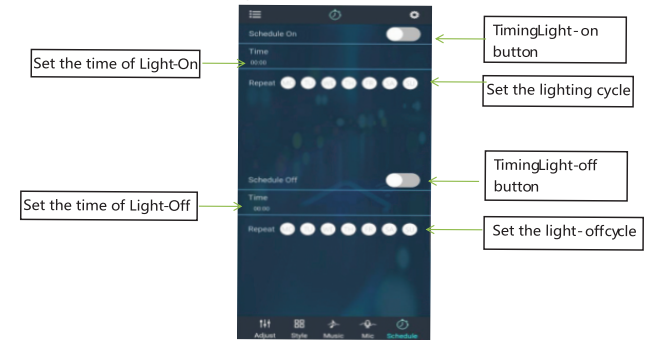 Schedule On
TimingLight-on
button
Time
00:00
Set the time of Light-On
Repeat
Set the lighting cycle
Schedule Off
TimingLight-off
button
Time
00:00
Set the time of Light-Off
Repeat
Set the light-offcycle
Adjust Style Music Mic Schedule